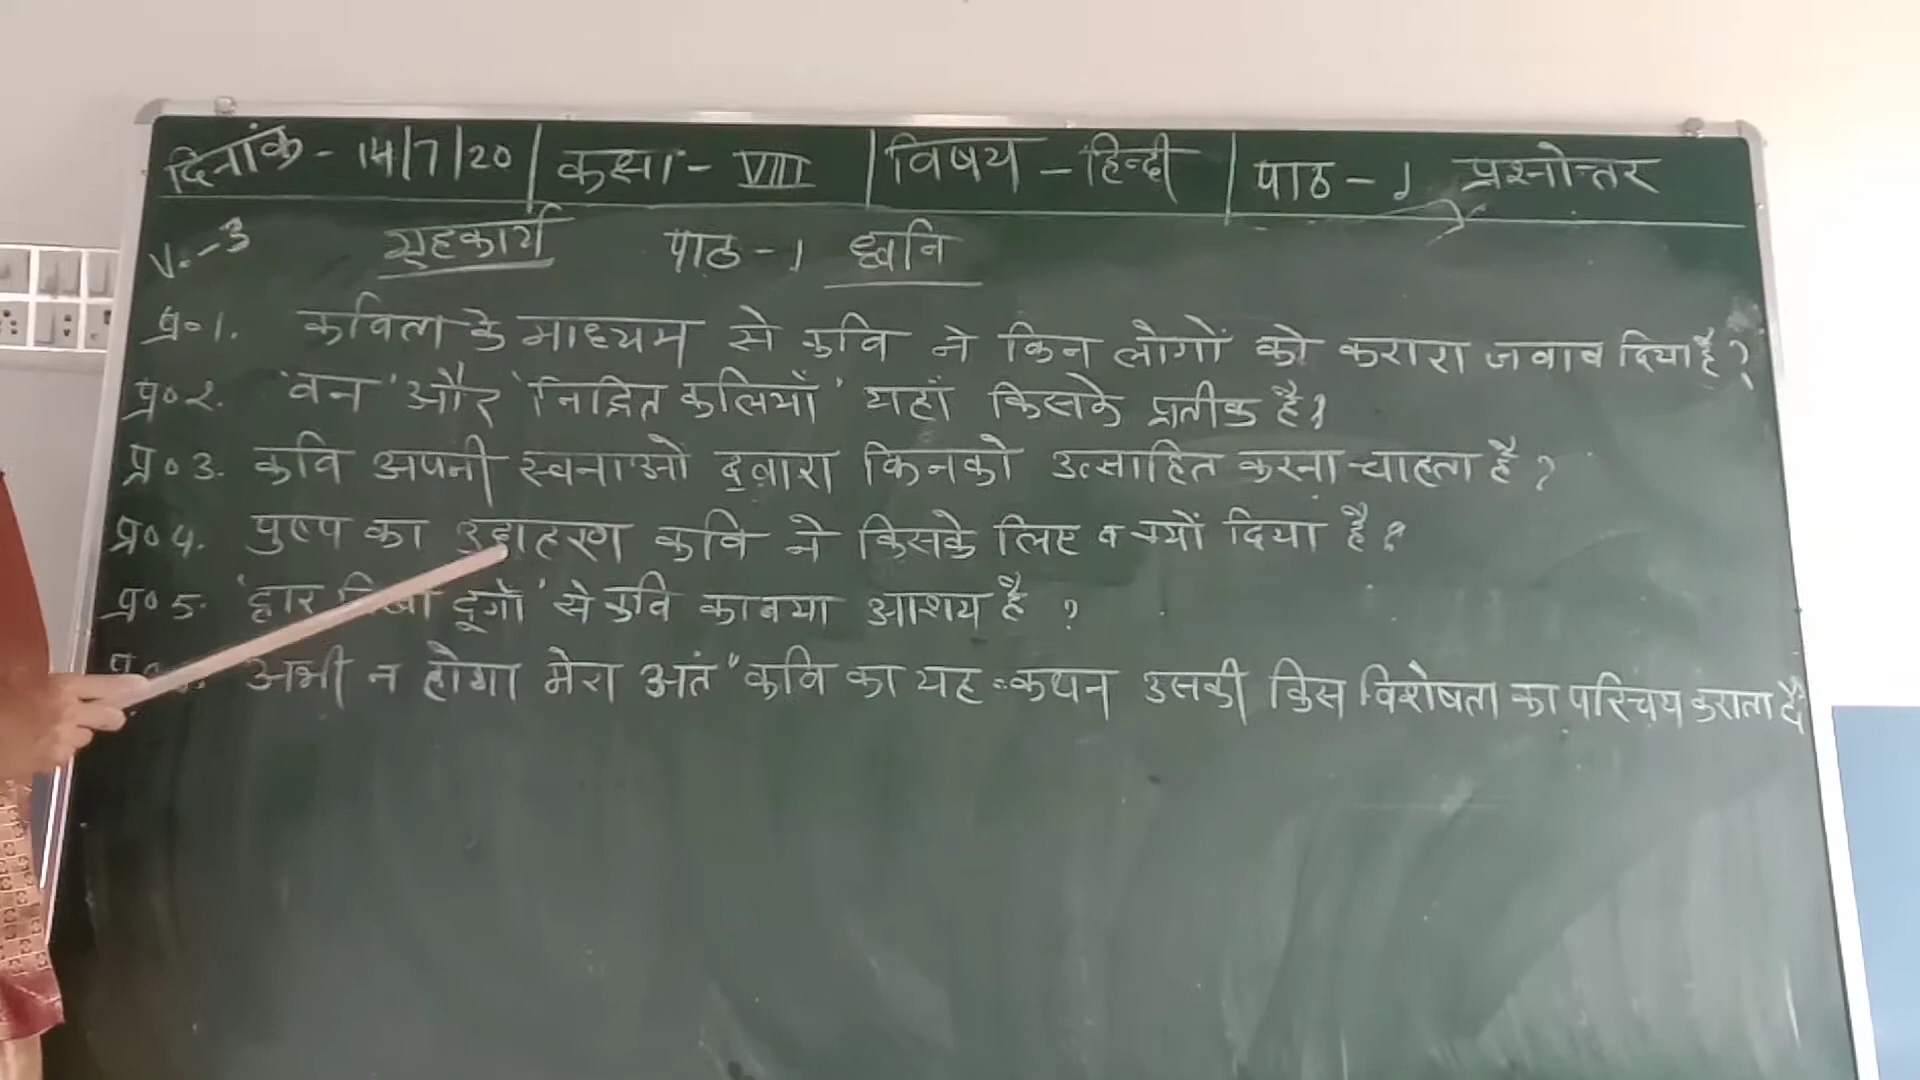 दिनांक - 14/7/20 | कक्षा - VIII | विषय - हिन्दी | पाठ - 1 प्रश्नोत्तर
V.-3 गृहकार्य पाठ-1 ध्वनि
प्र०1. कविता के माध्यम से कवि ने किन लोगों को करारा जवाब दिया है?
प्र०2. 'वन' और 'निद्रित कलियाँ' यहाँ किसके प्रतीक है?
प्र०3. कवि अपनी रचनाओं द्वारा किनको उत्साहित करना चाहता है?
प्र०4. पुष्प का उदाहरण कवि ने किसके लिए व क्यों दिया है?
प्र०5. 'द्वार दिखा दूगाँ' से कवि का क्या आशय है ?
अभी न होगा मेरा अतं" कवि का यह कथन उसकी किस विशेषता का परिचय कराता है